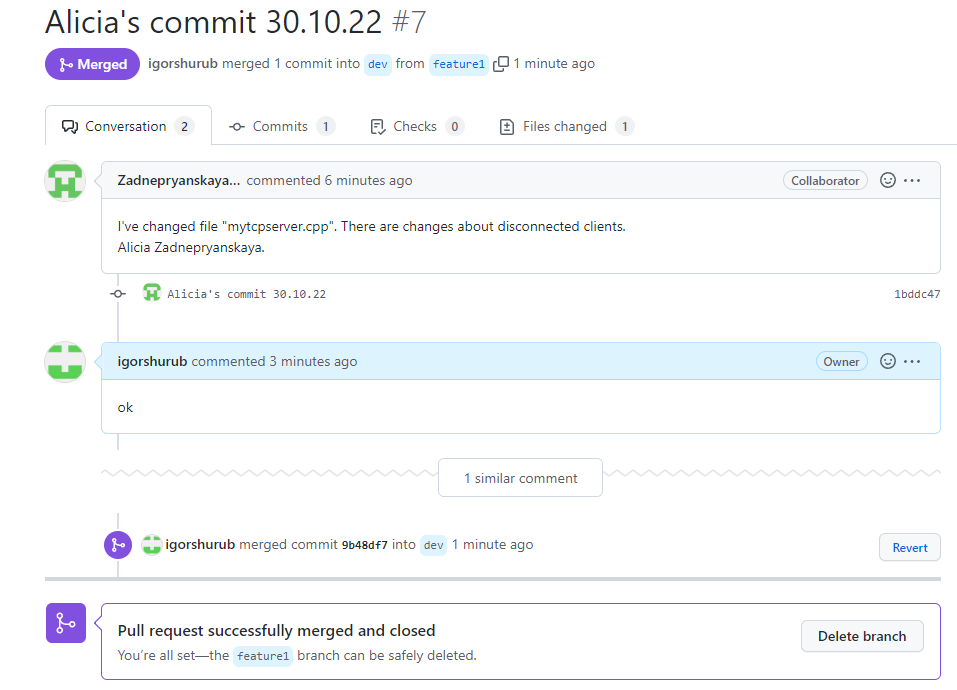 Alicia's commit 30.10.22 #7
Merged igorshurub merged 1 commit into dev from feature1 1 minute ago
Conversation 2 Commits 1 Checks 0 Files changed 1
Zadnepryanskaya... commented 6 minutes ago Collaborator ...
I've changed file "mytcpserver.cpp". There are changes about disconnected clients.
Alicia Zadnepryanskaya.
Alicia's commit 30.10.22 1bddc47
igorshurub commented 3 minutes ago Owner ...
ok
1 similar comment
igorshurub merged commit 9b48df7 into dev 1 minute ago Revert
Pull request successfully merged and closed
You're all set—the feature1 branch can be safely deleted.
Delete branch